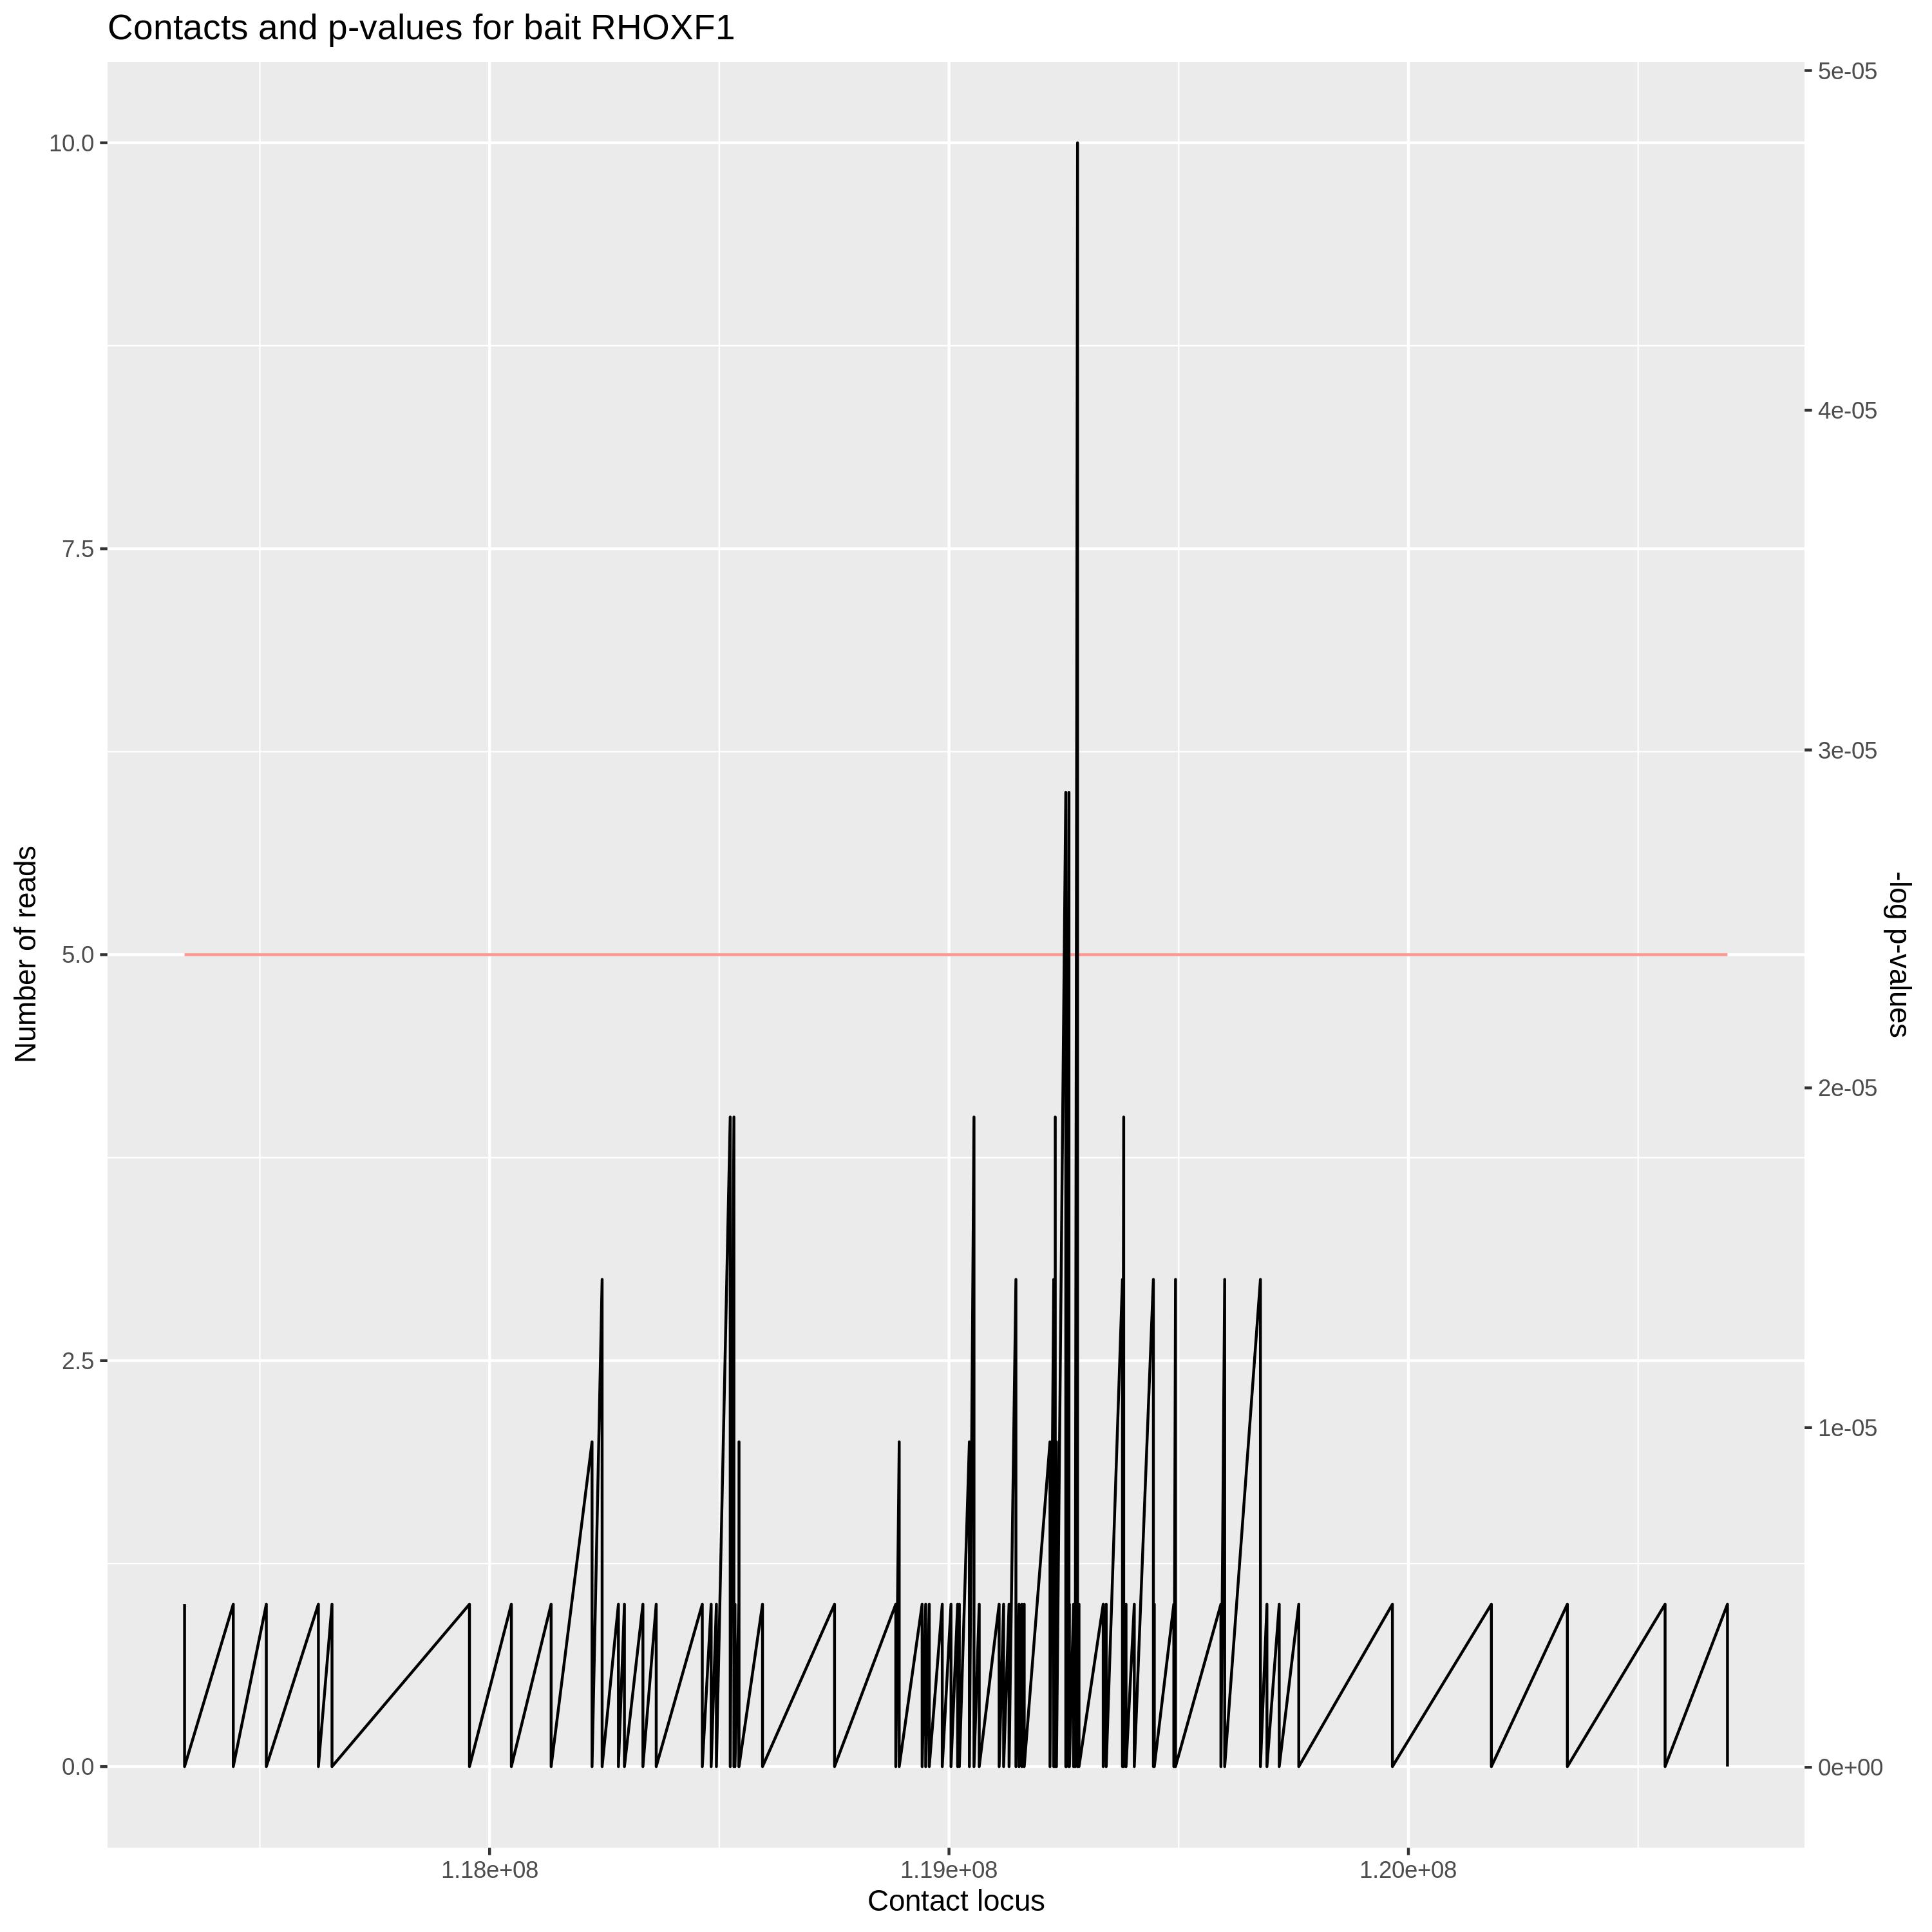 Contacts and p-values for bait RHOXF1
10.0
7.5
5.0
2.5
0.0
Number of reads
5e-05
4e-05
3e-05
2e-05
1e-05
0e+00
-log p-values
1.18e+08
1.19e+08
1.20e+08
Contact locus